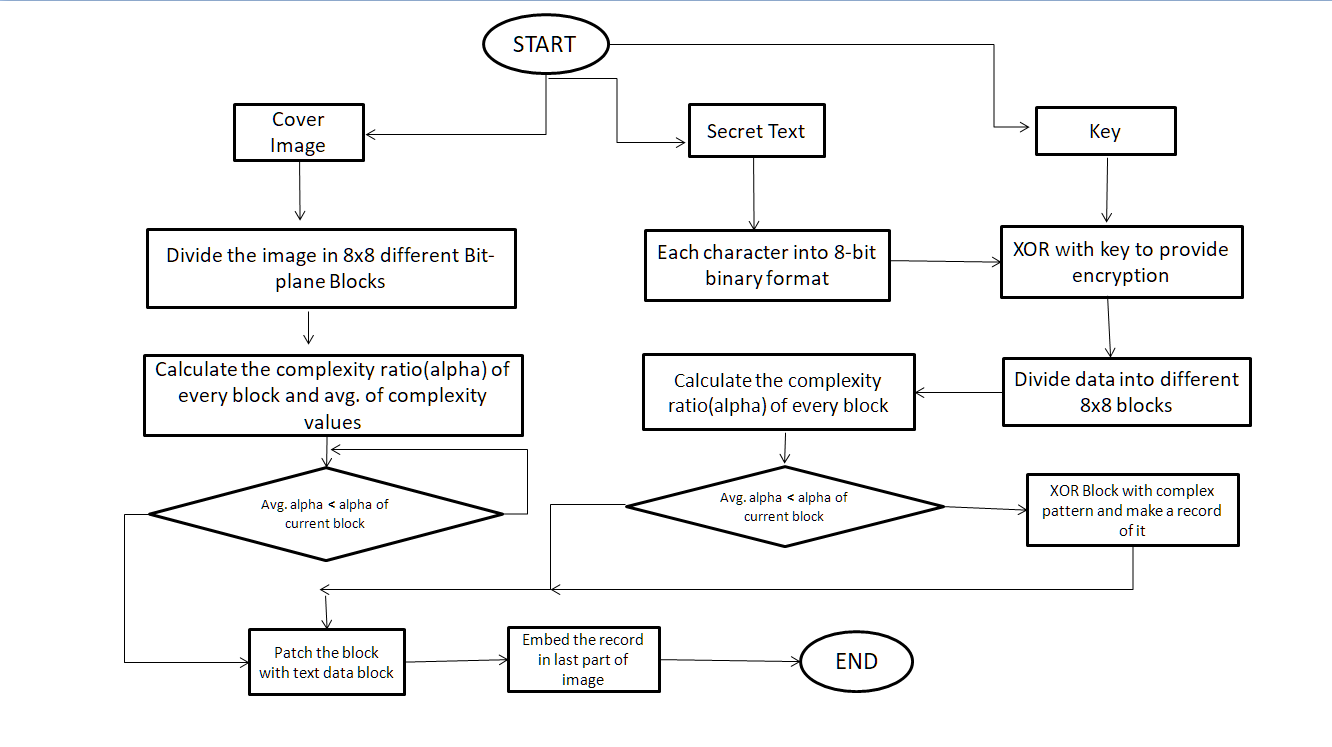 START
Cover
Image
Secret Text
Key
Divide the image in 8x8 different Bit-
plane Blocks
Each character into 8-bit
binary format
XOR with key to provide
encryption
Calculate the complexity ratio(alpha) of
every block and avg. of complexity
values
Calculate the complexity
ratio(alpha) of every block
Divide data into different
8x8 blocks
Avg. alpha < alpha of
current block
Avg. alpha < alpha of
current block
XOR Block with complex
pattern and make a record
of it
Patch the block
with text data block
Embed the record
in last part of
image
END